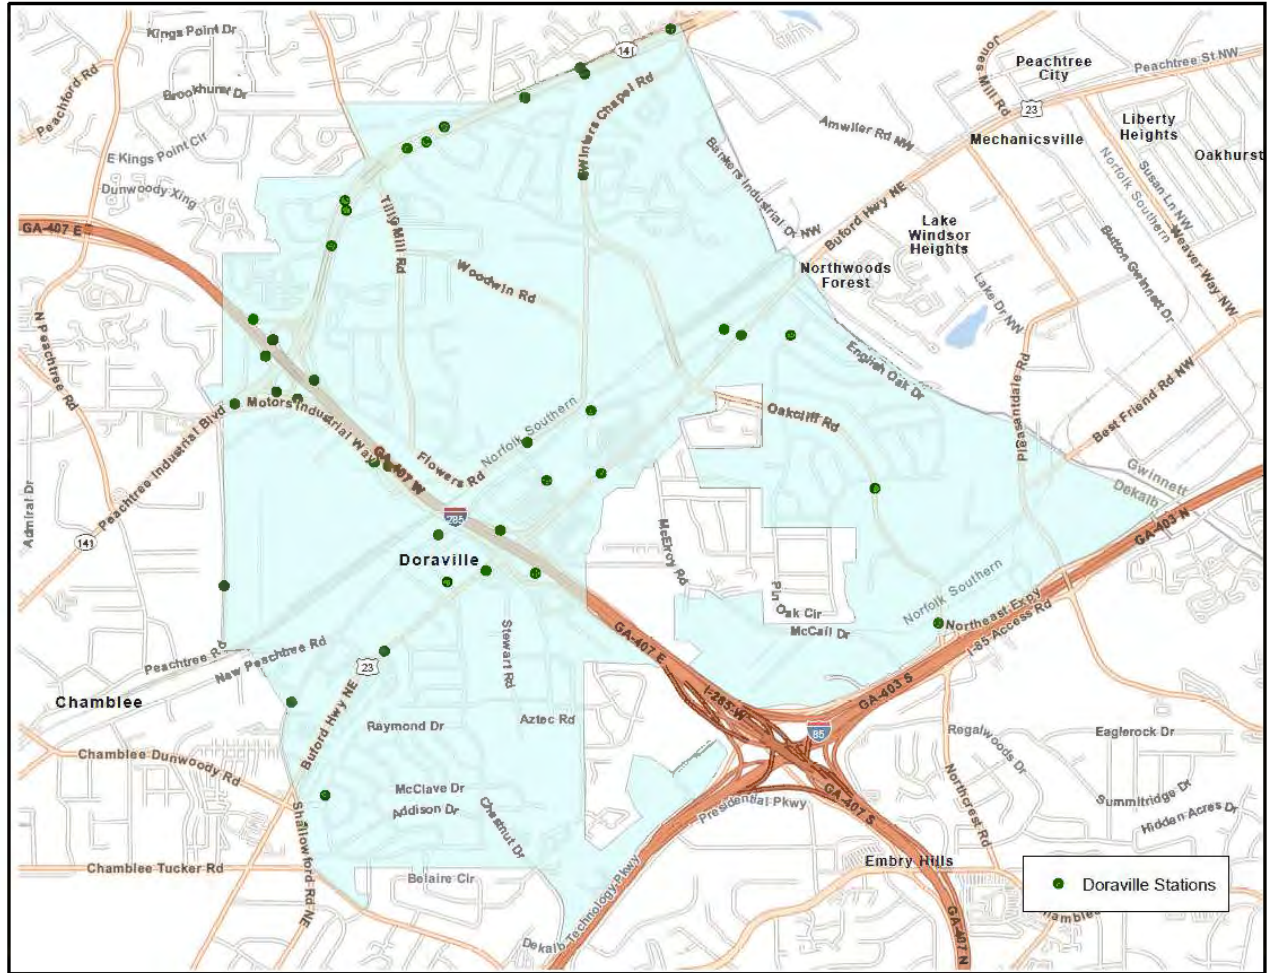 Kings Point Dr
141
Jones Mill Rd
Peachtree
City
Peachtree St NW
Peachford Rd
Brookhurst Dr
Winters Chapel Rd
23
Liberty
Heights
Amwiler Rd NW
Mechanicsville
Oakhurst
E Kings Point Cir
Bankers Industrial Dr NW
Norfolk Southern
Susan Ln NW
Dunwoody Xing
Tilly Mill Rd
Buford Hwy NE
Lake
Windsor
Heights
Button Gwinnett Dr
Weaver Way NW
GA-407 E
Woodwin Rd
Northwoods
Forest
Lake Dr NW
N Peachtree Rd
English Oak Dr
Pleasantdale Rd
Best Friend Rd NW
Motors Industrial Way
Oakcliff Rd
Peachtree Industrial Blvd
Norfolk Southern
GA-407 W
Flowers Rd
Gwinnett
Dekalb
Admiral Dr
285
GA-403 N
141
McElroy Rd
Doraville
Norfolk Southern
Pin Oak Cir
Northeast Expy
I-85 Access Rd
McCall Dr
Stewart Rd
GA-407 E
Peachtree Rd
New Peachtree Rd
23
GA-403 S
I-285 W
Chamblee
Buford Hwy NE
Raymond Dr
Aztec Rd
85
Regalwoods Dr
Eaglerock Dr
Chamblee Dunwoody Rd
McClave Dr
Addison Dr
Chestnut Dr
Presidential Pkwy
GA-407 S
Northcrest Rd
Summitridge Dr
Hidden Acres Dr
Shallowford Rd NE
Chamblee Tucker Rd
Belaire Cir
Embry Hills
Doraville Stations
Dekalb Technology Pkwy
GA-407 N